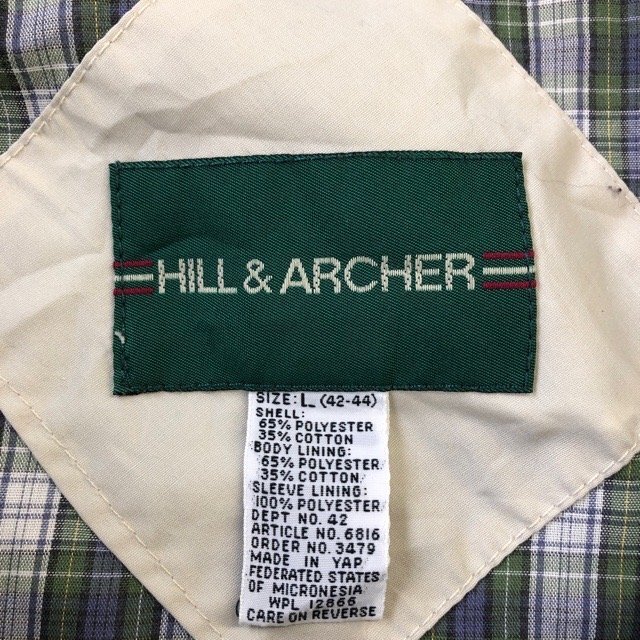 HILL & ARCHER
SIZE: L (42-44)
SHELL:
65% POLYESTER
35% COTTON
BODY LINING:
65% POLYESTER
35% COTTON
SLEEVE LINING:
100% POLYESTER
DEPT NO. 42
ARTICLE NO. 6816
ORDER NO. 3479
MADE IN YAP
FEDERATED STATES
OF MICRONESIA
WPL 12866
CARE ON REVERSE